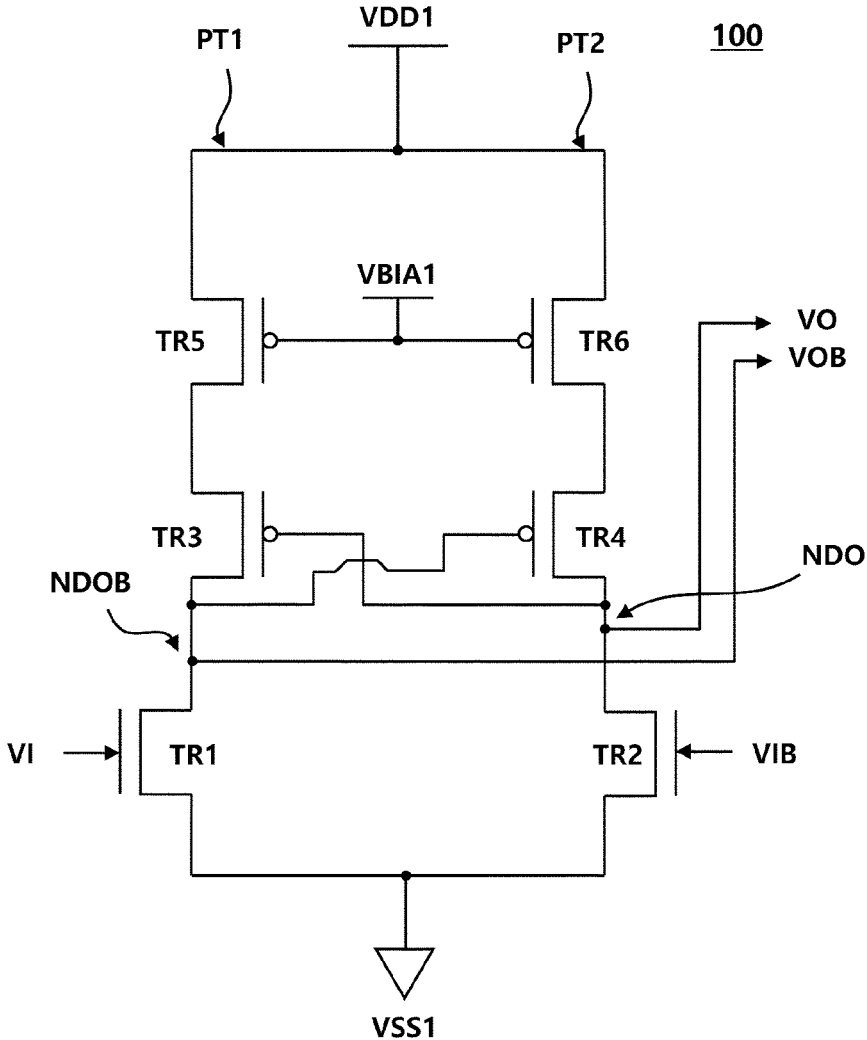 VDD1
100
PT1
PT2
VBIA1
TR5
TR6
VO
VOB
TR3
TR4
NDO
NDOB
VI
TR1
TR2
VIB
VSS1